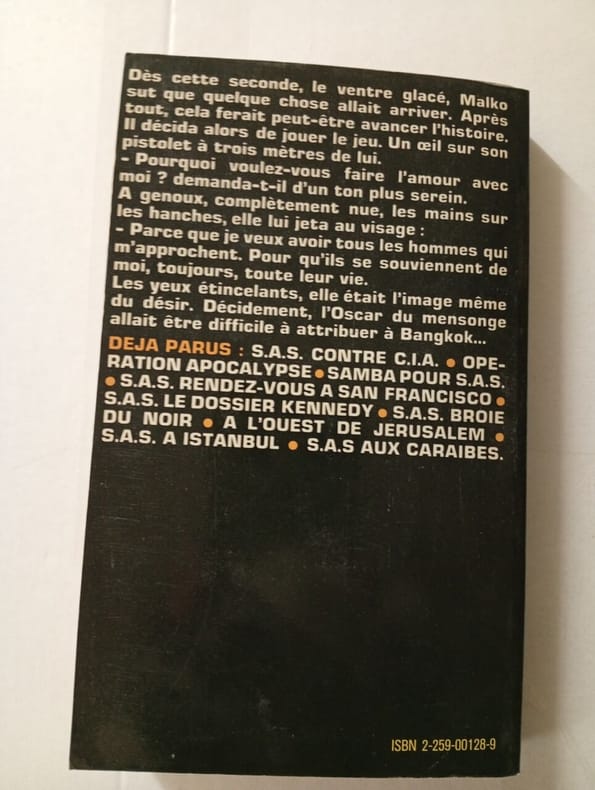 Dès cette seconde, le ventre glacé, Malko
sut que quelque chose allait arriver. Après
tout, cela ferait peut-être avancer l'histoire.
Il décida alors de jouer le jeu. Un œil sur son
pistolet à trois mètres de lui.
- Pourquoi voulez-vous faire l'amour avec
moi ? demanda-t-il d'un ton plus serein.
A genoux, complètement nue, les mains sur
les hanches, elle lui jeta au visage :
- Parce que je veux avoir tous les hommes qui
m'approchent. Pour qu'ils se souviennent de
moi, toujours, toute leur vie.
Les yeux étincelants, elle était l'image même
du désir. Décidément, l'Oscar du mensonge
allait être difficile à attribuer à Bangkok...
DEJA PARUS : S.A.S. CONTRE C.I.A. ● OPE-
RATION APOCALYPSE ● SAMBA POUR S.A.S.
● S.A.S. RENDEZ-VOUS A SAN FRANCISCO ●
S.A.S. LE DOSSIER KENNEDY ● S.A.S. BROIE
DU NOIR ● A L'OUEST DE JERUSALEM ●
S.A.S. A ISTANBUL ● S.A.S AUX CARAIBES.
ISBN 2-259-00128-9